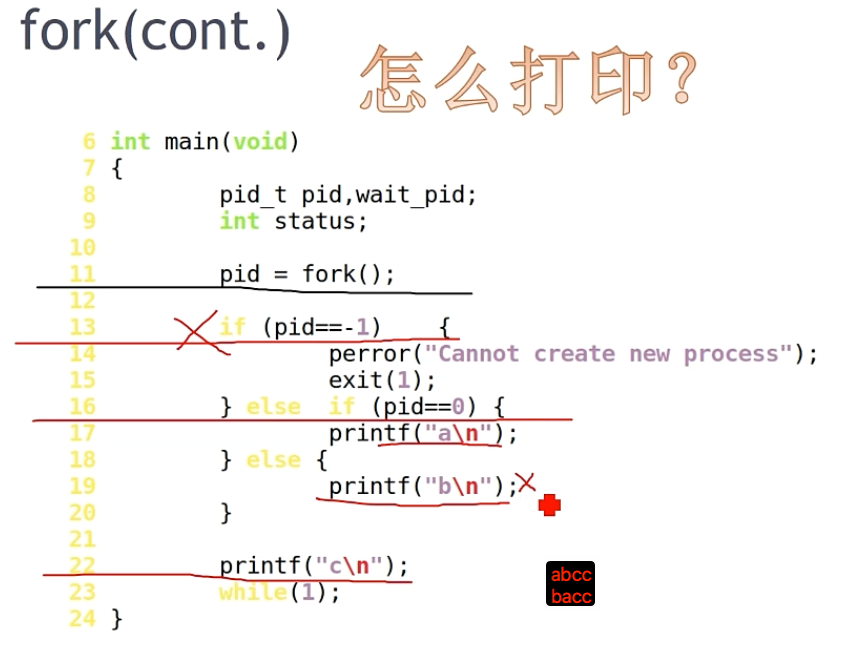 fork(cont.)
怎么打印？
6 int main(void)
7 {
8 pid_t pid,wait_pid;
9 int status;
10
11 pid = fork();
12
13 if (pid==-1) {
14 perror("Cannot create new process");
15 exit(1);
16 } else if (pid==0) {
17 printf("a\n");
18 } else {
19 printf("b\n");
20 }
21
22 printf("c\n");
23 while(1);
24 }
abcc
bacc